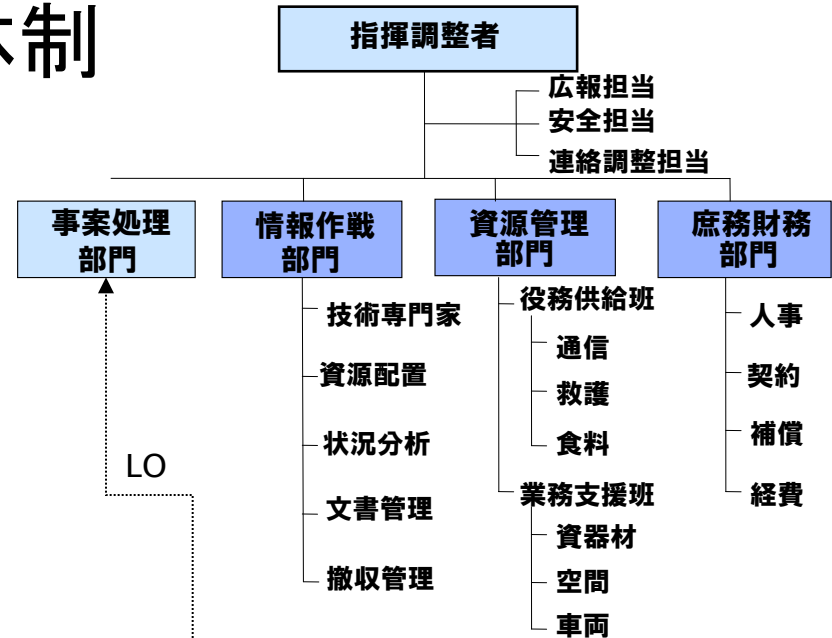 体制
指揮調整者
広報担当
安全担当
連絡調整担当
事案処理
部門
情報作戦
部門
資源管理
部門
庶務財務
部門
技術専門家
資源配置
状況分析
文書管理
撤収管理
役務供給班
通信
救護
食料
業務支援班
資器材
空間
車両
人事
契約
補償
経費
LO